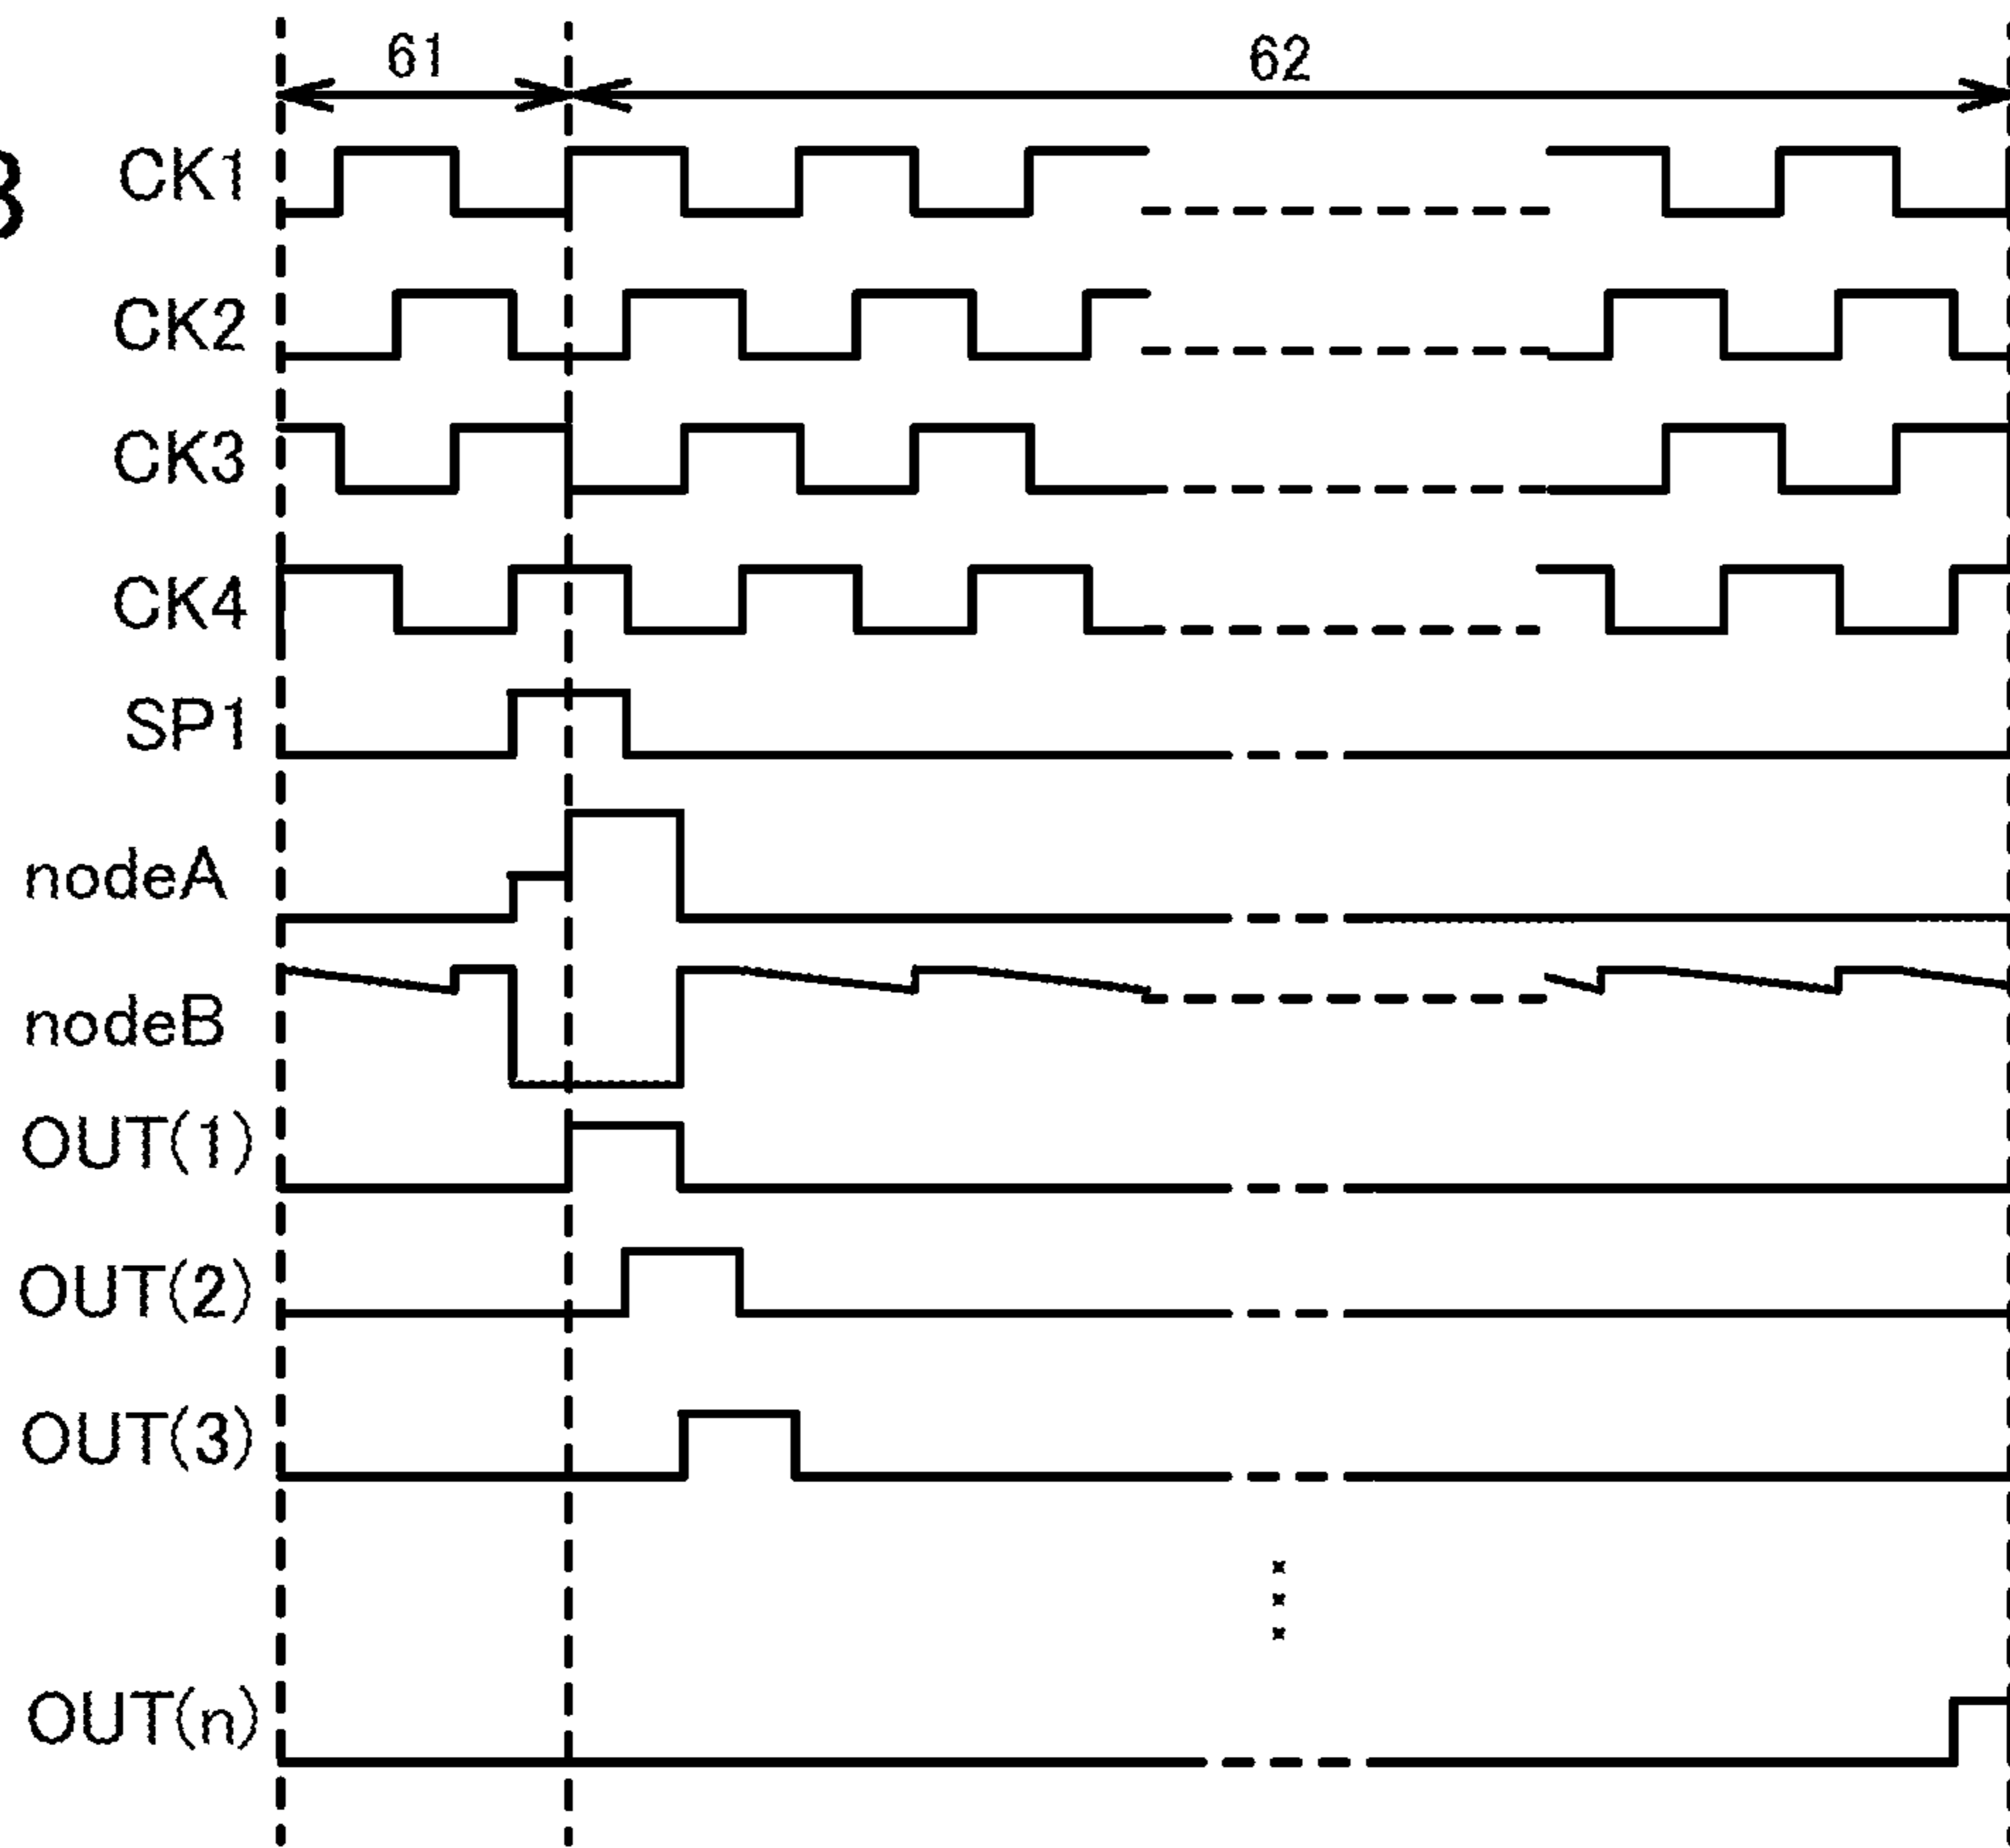 61 62
CK1
CK2
CK3
CK4
SP1
nodeA
nodeB
OUT(1)
OUT(2)
OUT(3)
OUT(n)